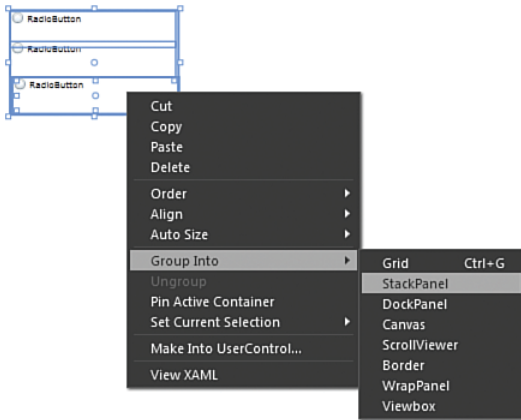 RadioButton
RadioButton
RadioButton
Cut
Copy
Paste
Delete
Order
Align
Auto Size
Group Into
Ungroup
Pin Active Container
Set Current Selection
Make Into UserControl...
View XAML
Grid Ctrl+G
StackPanel
DockPanel
Canvas
ScrollViewer
Border
WrapPanel
Viewbox